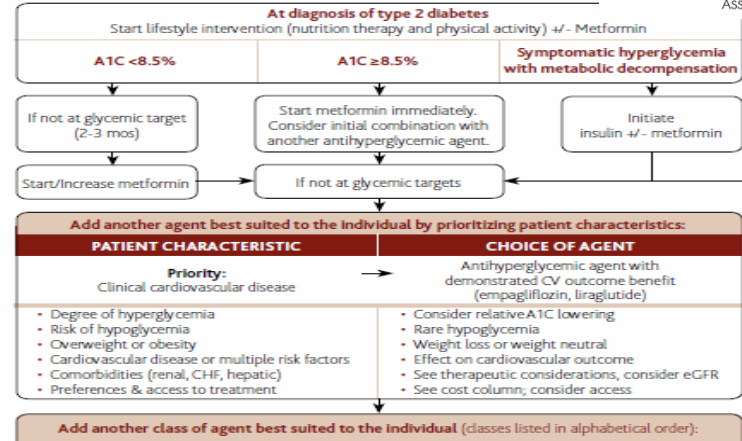 Ass
At diagnosis of type 2 diabetes
Start lifestyle intervention (nutrition therapy and physical activity) +/- Metformin
A1C <8.5%
A1C ≥8.5%
Symptomatic hyperglycemia
with metabolic decompensation
If not at glycemic target
(2-3 mos)
Start metformin immediately.
Consider initial combination with
another antihyperglycemic agent.
Initiate
insulin +/- metformin
Start/Increase metformin
If not at glycemic targets
Add another agent best suited to the individual by prioritizing patient characteristics:
PATIENT CHARACTERISTIC
CHOICE OF AGENT
Priority:
Clinical cardiovascular disease
Antihyperglycemic agent with
demonstrated CV outcome benefit
(empagliflozin, liraglutide)
• Degree of hyperglycemia
• Risk of hypoglycemia
• Overweight or obesity
• Cardiovascular disease or multiple risk factors
• Comorbidities (renal, CHF, hepatic)
• Preferences & access to treatment
• Consider relative A1C lowering
• Rare hypoglycemia
• Weight loss or weight neutral
• Effect on cardiovascular outcome
• See therapeutic considerations, consider eGFR
• See cost column; consider access
Add another class of agent best suited to the individual (classes listed in alphabetical order):